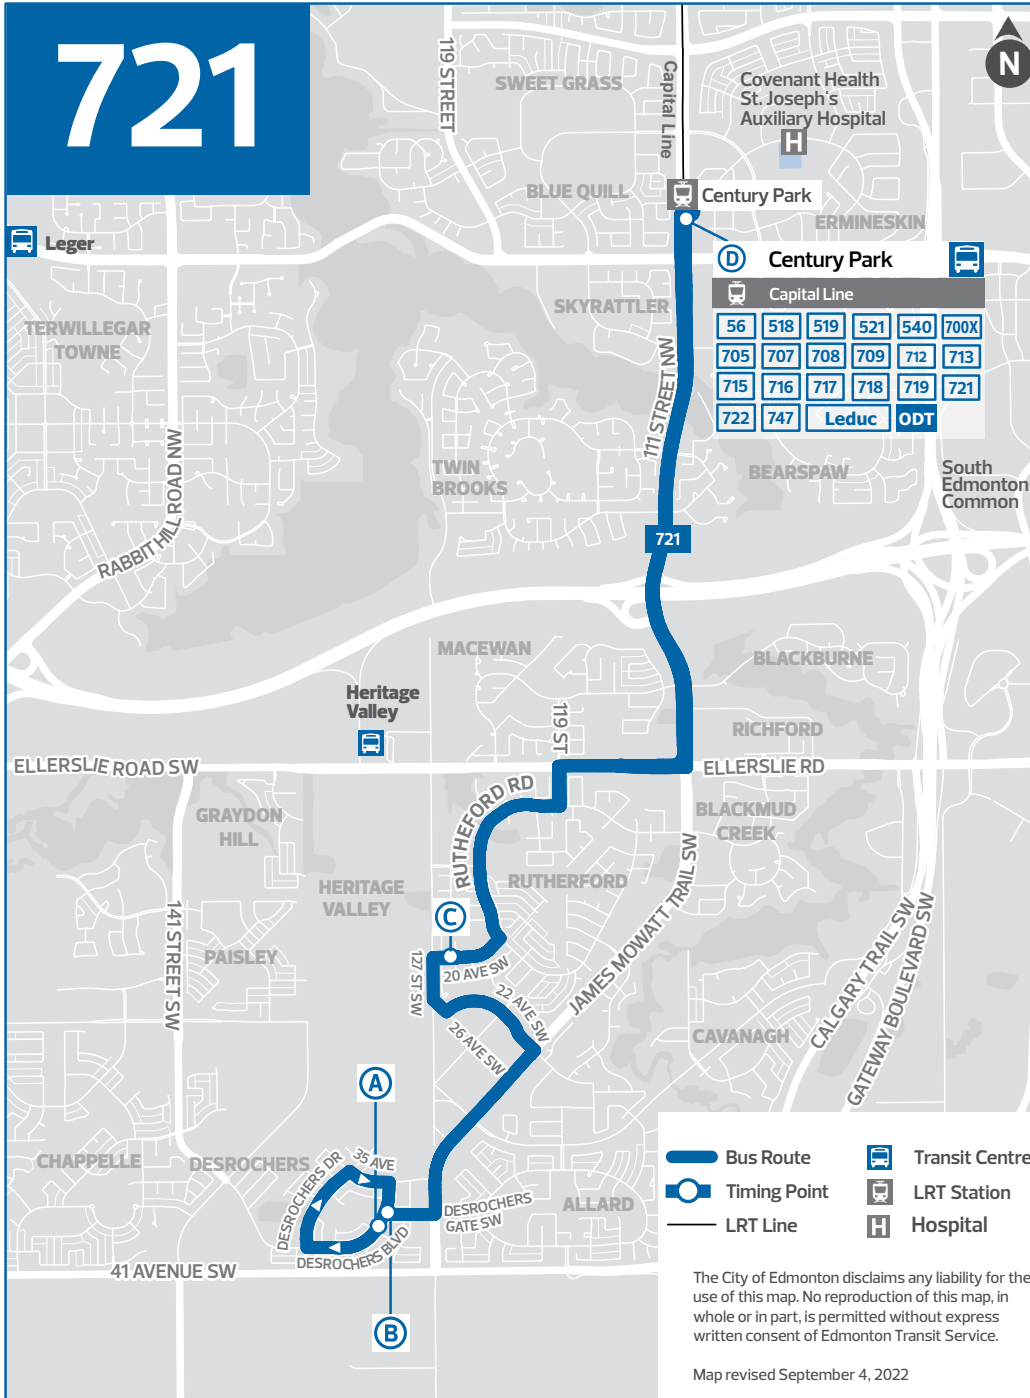 721
N
119 STREET
SWEET GRASS
Capital Line
Covenant Health
St. Joseph's
Auxiliary Hospital
H
BLUE QUILL
Century Park
ERMINESKIN
Leger
D Century Park
Capital Line
56 518 519 521 540 700X
705 707 708 709 712 713
715 716 717 718 719 721
722 747 Leduc ODT
SKYRATTLER
TERWILLEGAR
TOWNE
111 STREET NW
RABBIT HILL ROAD NW
TWIN
BROOKS
BEARSPAW
South
Edmonton
Common
721
MACEWAN
BLACKBURNE
Heritage
Valley
119 ST
RICHFORD
ELLERSLIE ROAD SW
ELLERSLIE RD
RUTHEFORD RD
GRAYDON
HILL
BLACKMUD
CREEK
HERITAGE
VALLEY
RUTHERFORD
JAMES MOWATT TRAIL SW
141 STREET SW
C
PAISLEY
127 ST SW
20 AVE SW
22 AVE SW
26 AVE SW
CAVANAGH
CALGARY TRAIL SW
GATEWAY BOULEVARD SW
A
CHAPPELLE
DESROCHERS
DESROCHERS DR
35 AVE
DESROCHERS
GATE SW
ALLARD
DESROCHERS BLVD
41 AVENUE SW
B
Bus Route
Transit Centre
Timing Point
LRT Station
LRT Line
H Hospital
The City of Edmonton disclaims any liability for the
use of this map. No reproduction of this map, in
whole or in part, is permitted without express
written consent of Edmonton Transit Service.
Map revised September 4, 2022